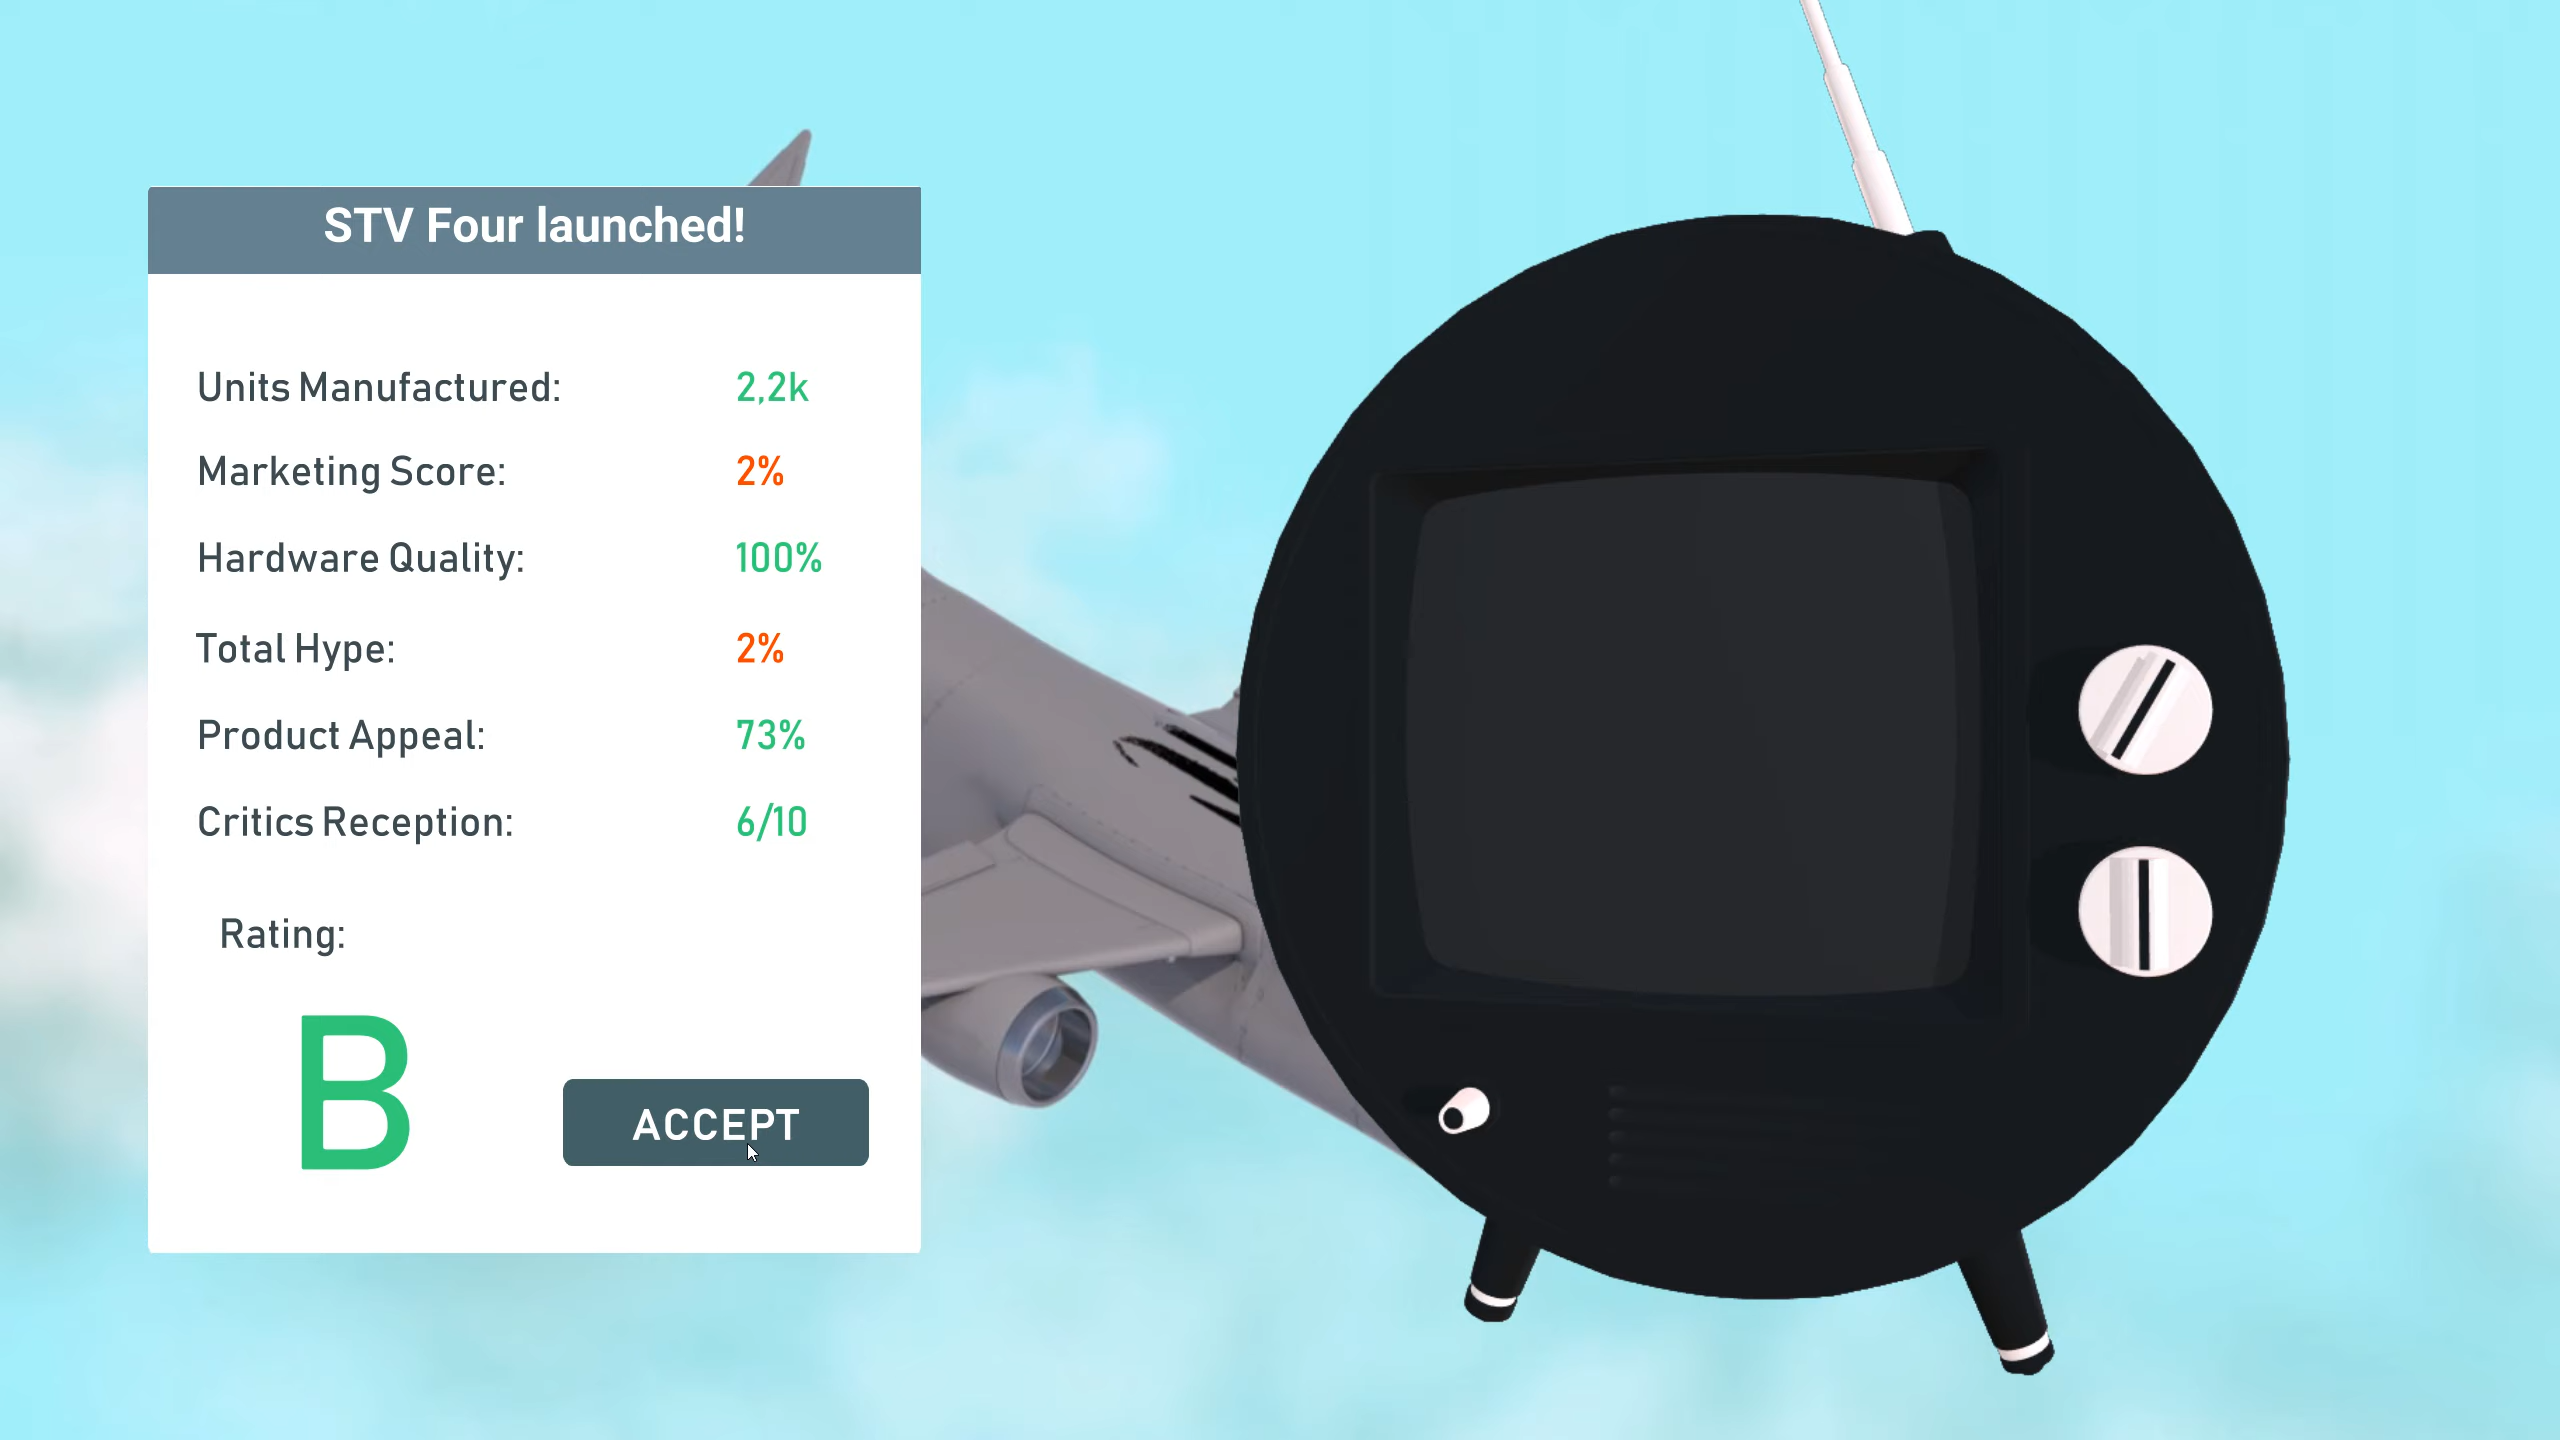 STV Four launched!
Units Manufactured: 2,2k
Marketing Score: 2%
Hardware Quality: 100%
Total Hype: 2%
Product Appeal: 73%
Critics Reception: 6/10
Rating:
B
ACCEPT